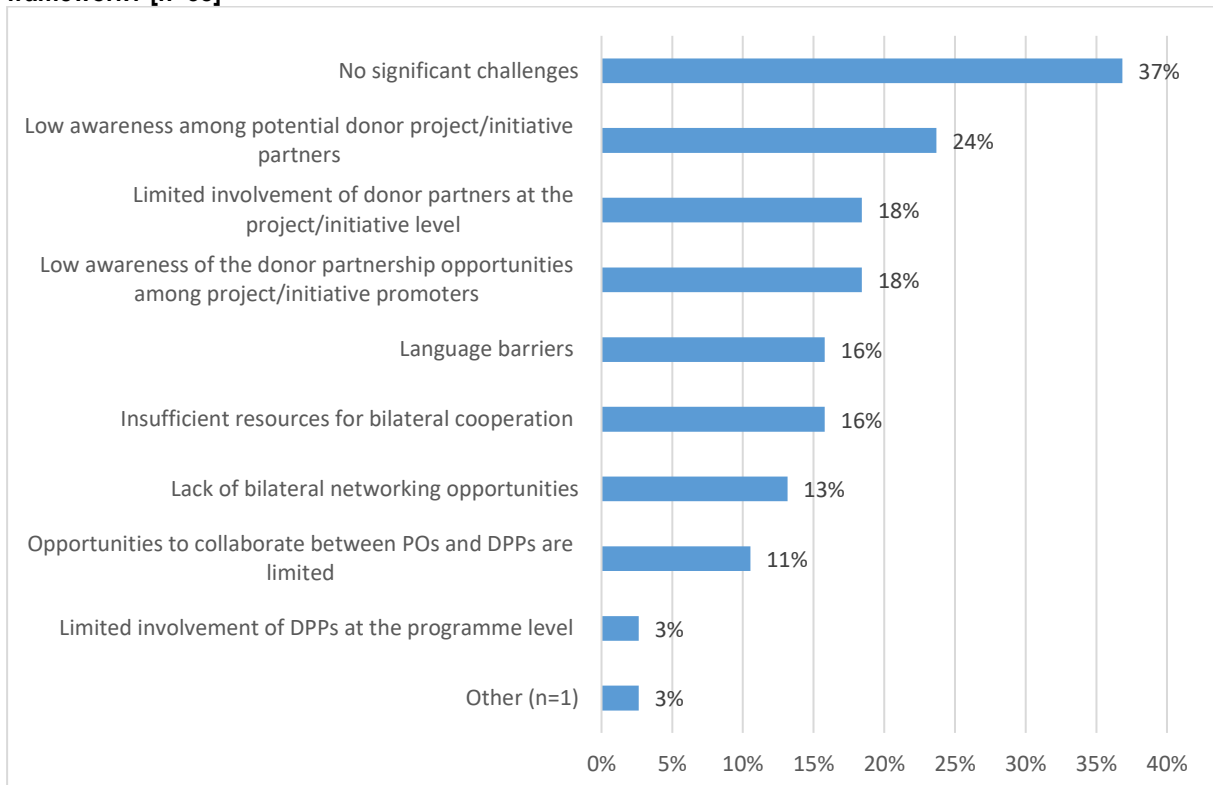 No significant challenges
37%
Low awareness among potential donor project/initiative
partners
24%
Limited involvement of donor partners at the
project/initiative level
18%
Low awareness of the donor partnership opportunities
among project/initiative promoters
18%
Language barriers
16%
Insufficient resources for bilateral cooperation
16%
Lack of bilateral networking opportunities
13%
Opportunities to collaborate between POs and DPPs are
limited
11%
Limited involvement of DPPs at the programme level
3%
Other (n=1)
3%
0% 5% 10% 15% 20% 25% 30% 35% 40%